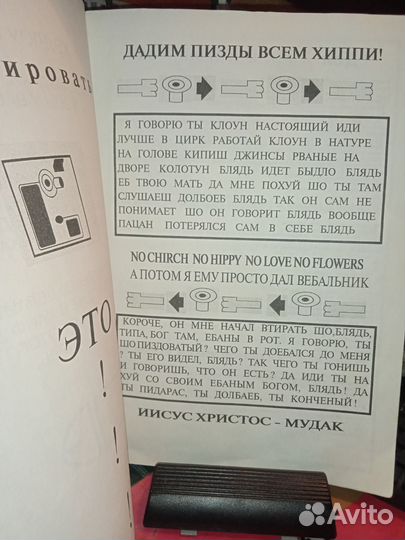 ировать
ЭТО
!
!
!
ДАДИМ ПИЗДЫ ВСЕМ ХИППИ!
Я ГОВОРЮ ТЫ КЛОУН НАСТОЯЩИЙ ИДИ
ЛУЧШЕ В ЦИРК РАБОТАЙ КЛОУН В НАТУРЕ
НА ГОЛОВЕ КИПИШ ДЖИНСЫ РВАНЫЕ НА
ДВОРЕ КОЛОТУН БЛЯДЬ ИДЕТ БЫДЛО БЛЯДЬ
ЕБ ТВОЮ МАТЬ ДА МНЕ ПОХУЙ ШО ТЫ ТАМ
СЛУШАЕШ ДОЛБОЕБ БЛЯДЬ ТАК ОН САМ НЕ
ПОНИМАЕТ ШО ОН ГОВОРИТ БЛЯДЬ ВООБЩЕ
ПАЦАН ПОТЕРЯЛСЯ САМ В СЕБЕ БЛЯДЬ
NO CHIRCH NO HIPPY NO LOVE NO FLOWERS
А ПОТОМ Я ЕМУ ПРОСТО ДАЛ ВЕБАЛЬНИК
КОРОЧЕ, ОН МНЕ НАЧАЛ ВТИРАТЬ ШО,БЛЯДЬ,
ТИПА,БОГ ТАМ, ЕБАНЫ В РОТ. Я ГОВОРЮ, ТЫ
ШО,ПИЗДОВАТЫЙ? ЧЕГО ТЫ ДОЕБАЛСЯ ДО МЕНЯ
? ТЫ ЕГО ВИДЕЛ, БЛЯДЬ? ТАК ЧЕГО ТЫ ГОНИШЬ
И ГОВОРИШЬ, ЧТО ОН ЕСТЬ? ДА ИДИ ТЫ НА
ХУЙ СО СВОИМ ЕБАНЫМ БОГОМ, БЛЯДЬ! ДА
ТЫ ПИДАРАС, ТЫ ДОЛБАЕБ, ТЫ КОНЧЕНЫЙ!
ИИСУС ХРИСТОС - МУДАК
Avito